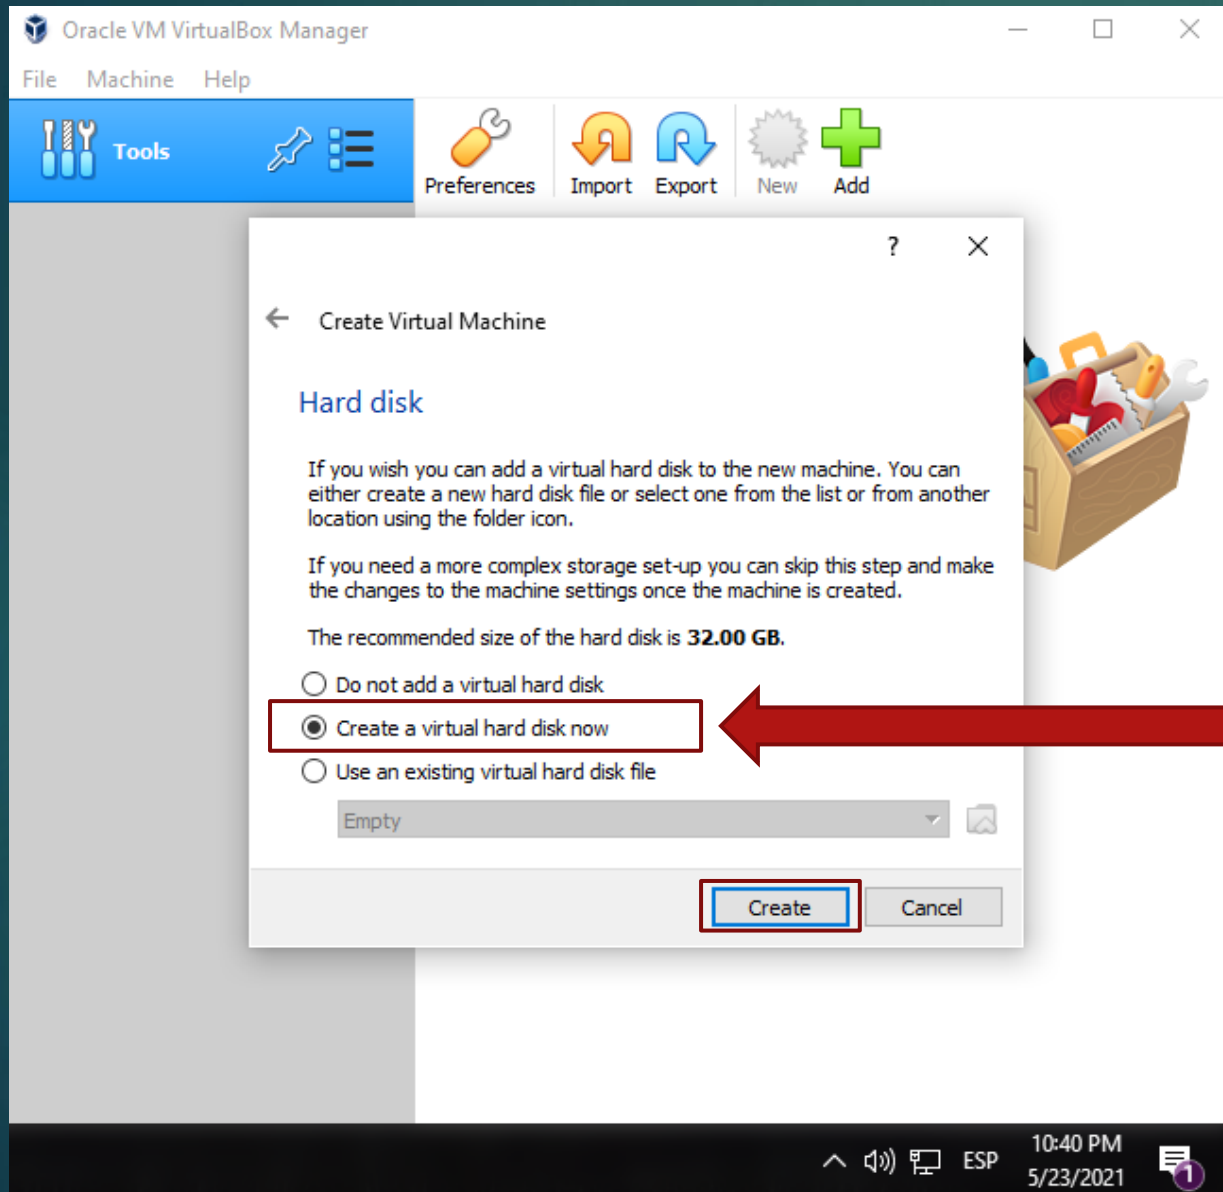 Oracle VM VirtualBox Manager
File Machine Help
Tools
Preferences Import Export New Add
?
Create Virtual Machine
Hard disk
If you wish you can add a virtual hard disk to the new machine. You can
either create a new hard disk file or select one from the list or from another
location using the folder icon.
If you need a more complex storage set-up you can skip this step and make
the changes to the machine settings once the machine is created.
The recommended size of the hard disk is 32.00 GB.
Do not add a virtual hard disk
Create a virtual hard disk now
Use an existing virtual hard disk file
Empty
Create Cancel
ESP
10:40 PM
5/23/2021
1